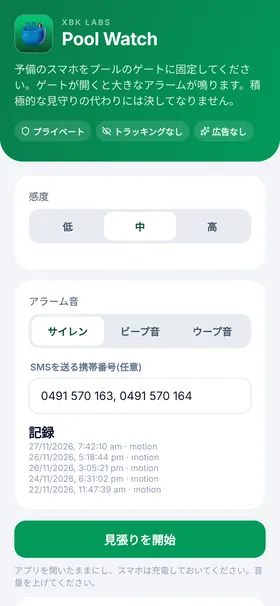 XBK LABS
Pool Watch
予備のスマホをプールのゲートに固定してくださ
い。ゲートが開くと大きなアラームが鳴ります。積
極的な見守りの代わりには決してなりません。
プライベート
トラッキングなし
広告なし
感度
低
中
高
アラーム音
サイレン
ビープ音
ウープ音
SMSを送る携帯番号(任意)
0491 570 163, 0491 570 164
記録
27/11/2026, 7:42:10 am · motion
26/11/2026, 5:18:44 pm · motion
26/11/2026, 3:05:21 pm · motion
24/11/2026, 6:31:02 pm · motion
22/11/2026, 11:47:39 am · motion
見張りを開始
アプリを開いたままにし、スマホは充電しておいてください。音
量を上げてください。